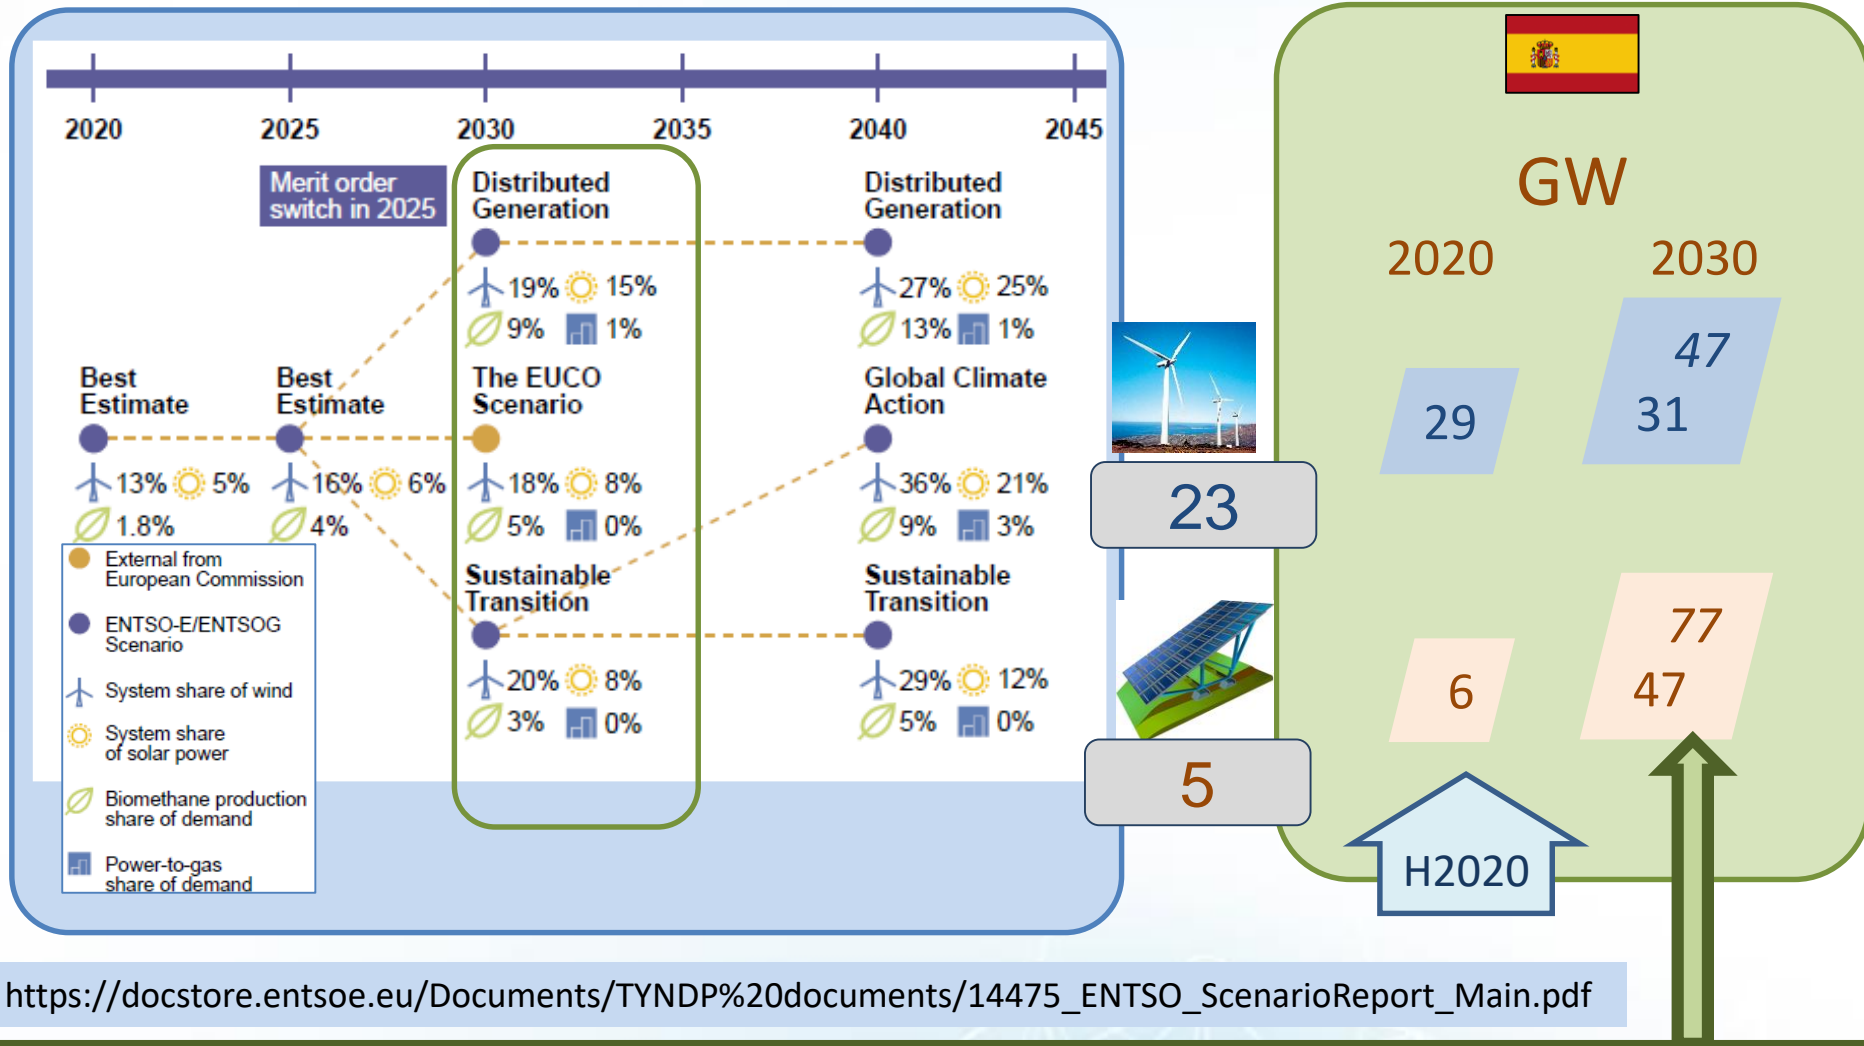 2020 2025 2030 2035 2040 2045
Merit order
switch in 2025
Distributed
Generation
19% 15%
9% 1%
Distributed
Generation
27% 25%
13% 1%
Best
Estimate
13% 5%
1.8%
Best
Estimate
16% 6%
4%
The EUCO
Scenario
18% 8%
5% 0%
Global Climate
Action
36% 21%
9% 3%
Sustainable
Transition
20% 8%
3% 0%
Sustainable
Transition
29% 12%
5% 0%
External from
European Commission
ENTSO-E/ENTSOG
Scenario
System share of wind
System share
of solar power
Biomethane production
share of demand
Power-to-gas
share of demand
23
5
GW
2020 2030
47
29 31
77
6 47
H2020
https://docstore.entsoe.eu/Documents/TYNDP%20documents/14475_ENTSO_ScenarioReport_Main.pdf